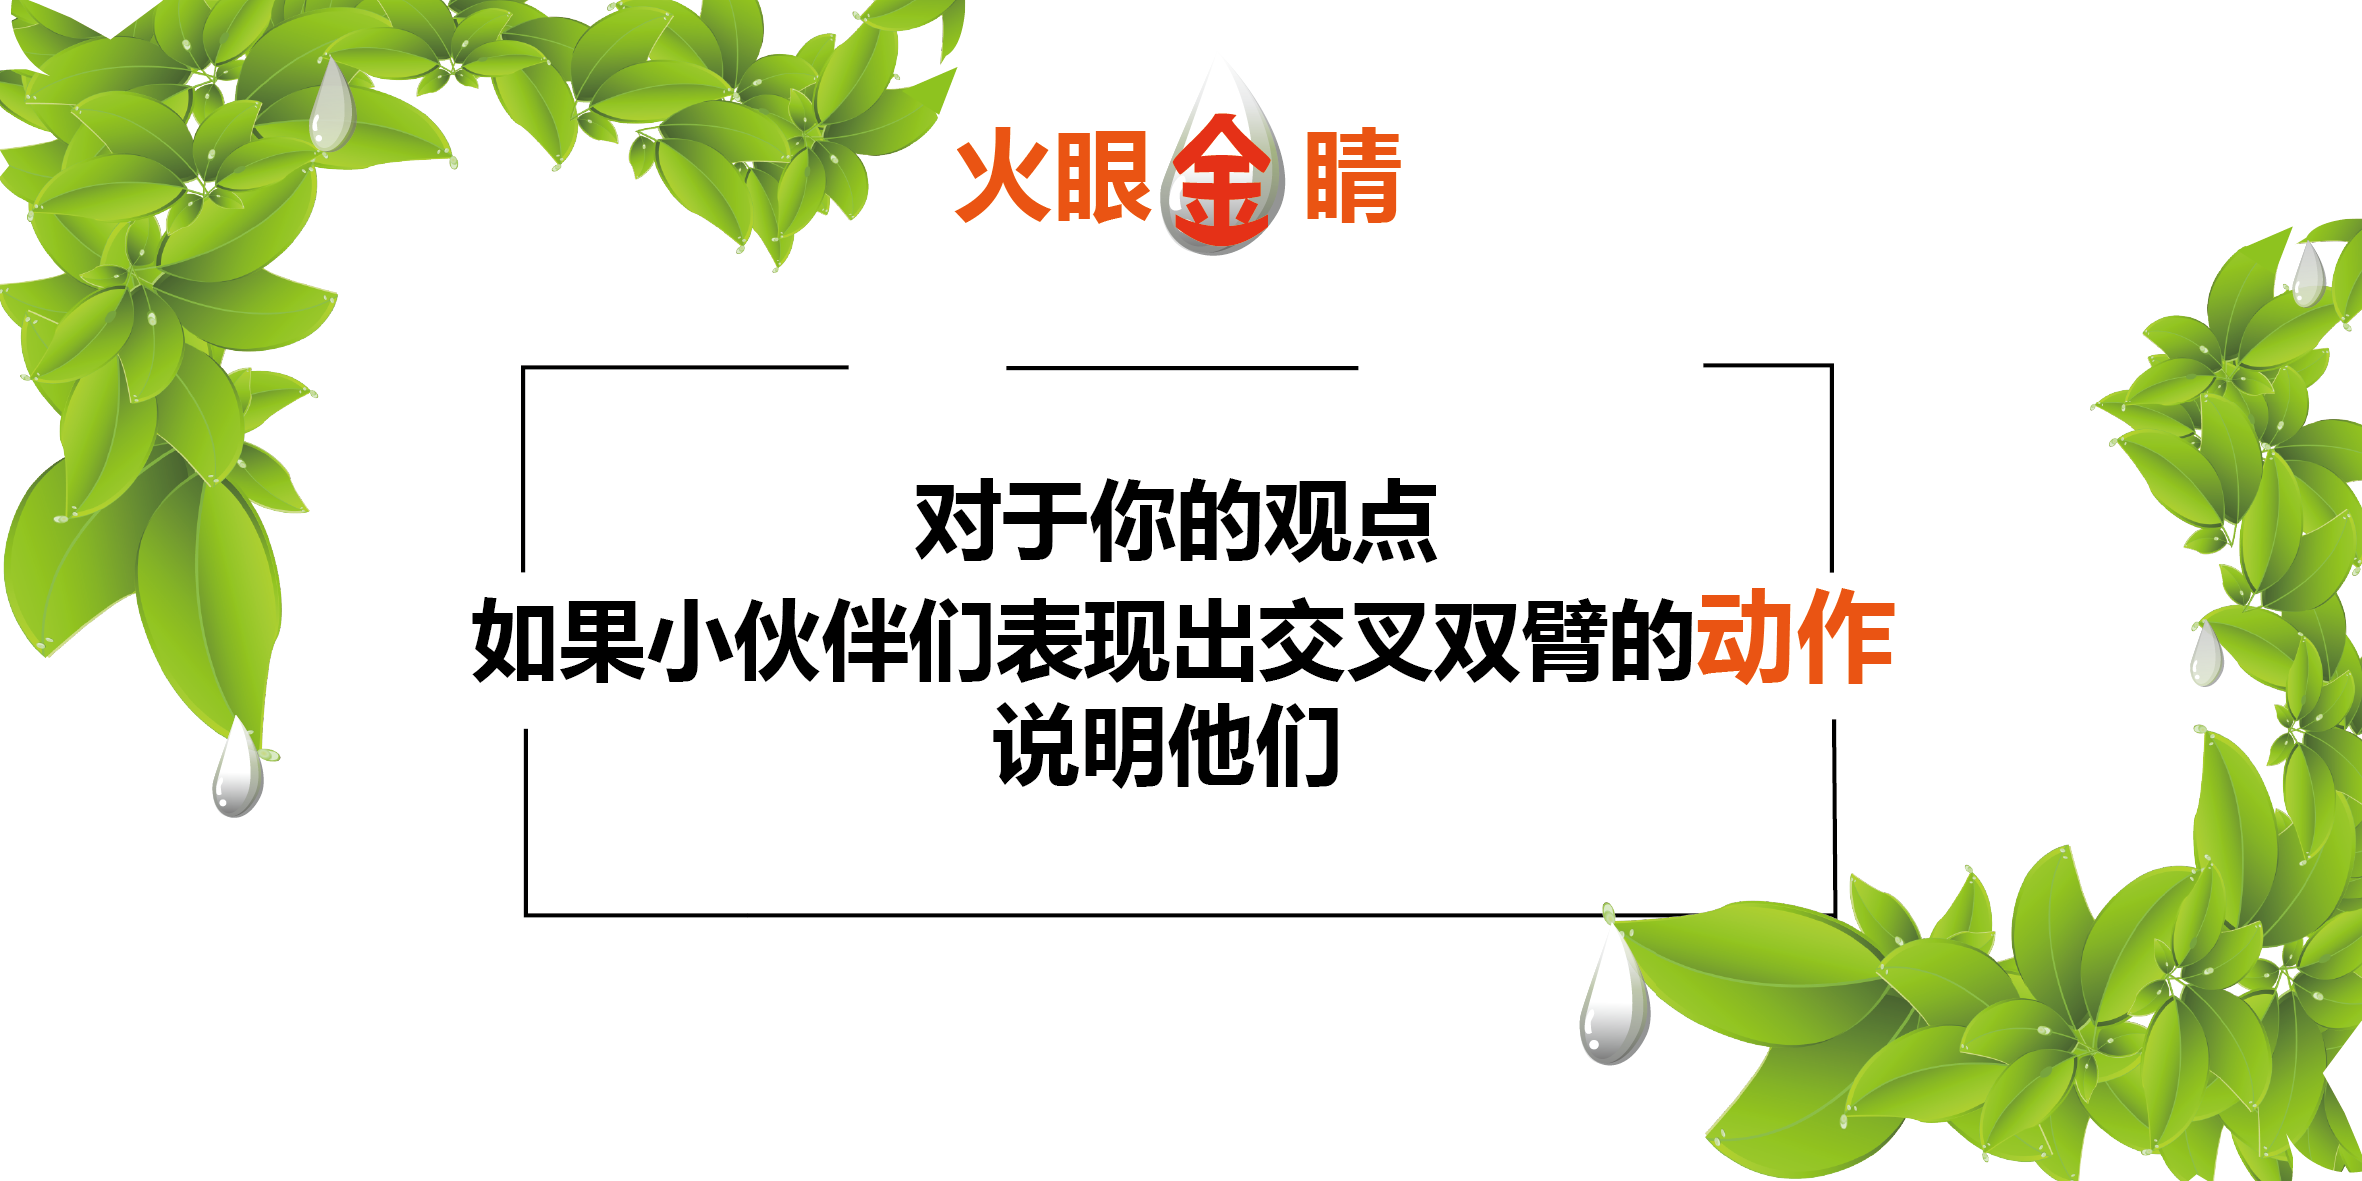 火眼金睛
对于你的观点
如果小伙伴们表现出交叉双臂的动作
说明他们